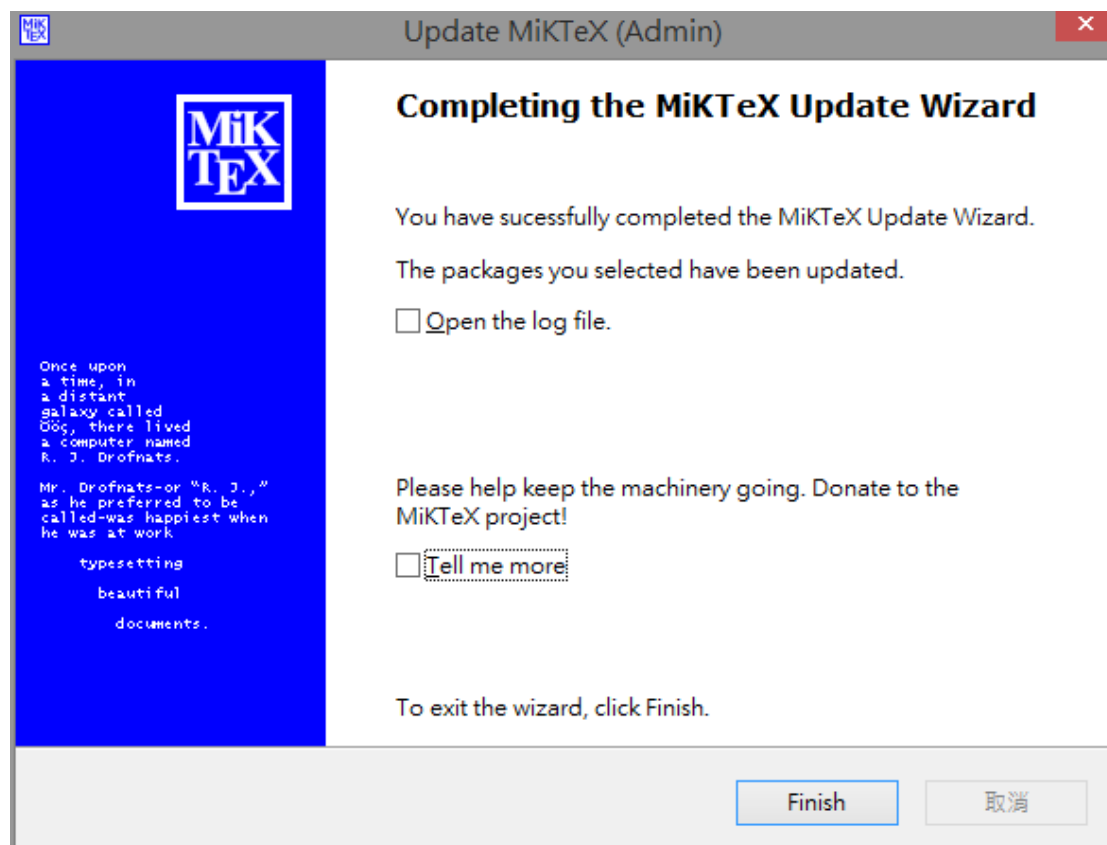 MiK
TEX
Update MiKTeX (Admin)
MiK
TEX
Completing the MiKTeX Update Wizard
You have sucessfully completed the MiKTeX Update Wizard.
The packages you selected have been updated.
Open the log file.
Once upon
a time, in
a distant
galaxy called
Ööç, there lived
a computer named
R. J. Drofnats.
Mr. Drofnats-or "R. J.,"
as he preferred to be
called-was happiest when
he was at work
typesetting
beautiful
documents.
Please help keep the machinery going. Donate to the
MiKTeX project!
Tell me more
To exit the wizard, click Finish.
Finish
取消